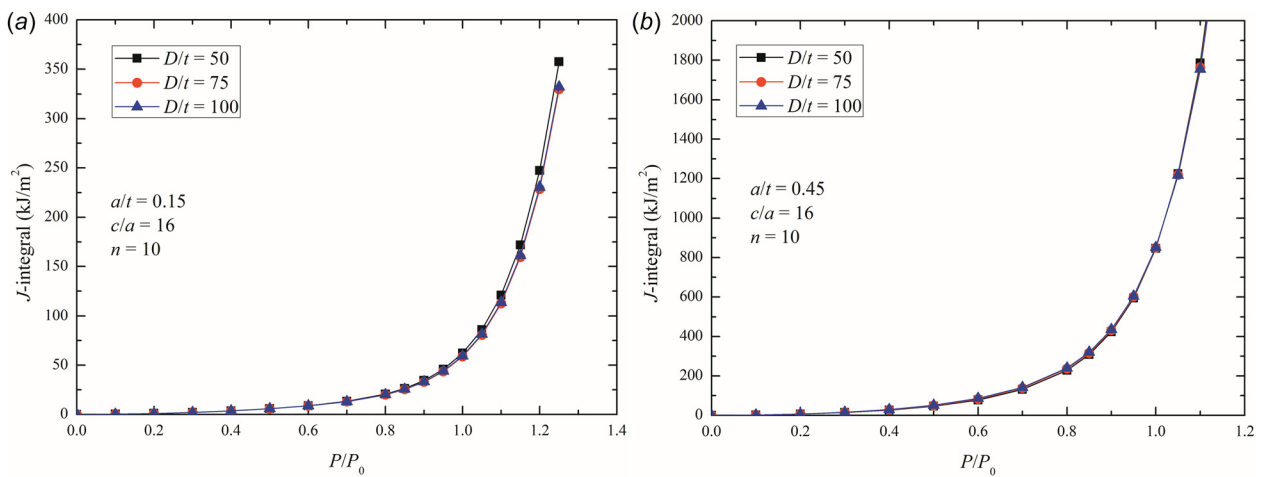 (a)
400
350
300
250
200
150
100
50
0
J-integral (kJ/m²)
D/t = 50
D/t = 75
D/t = 100
a/t = 0.15
c/a = 16
n = 10
0.0 0.2 0.4 0.6 0.8 1.0 1.2 1.4
P/P₀
(b)
2000
1800
1600
1400
1200
1000
800
600
400
200
0
J-integral (kJ/m²)
D/t = 50
D/t = 75
D/t = 100
a/t = 0.45
c/a = 16
n = 10
0.0 0.2 0.4 0.6 0.8 1.0 1.2
P/P₀